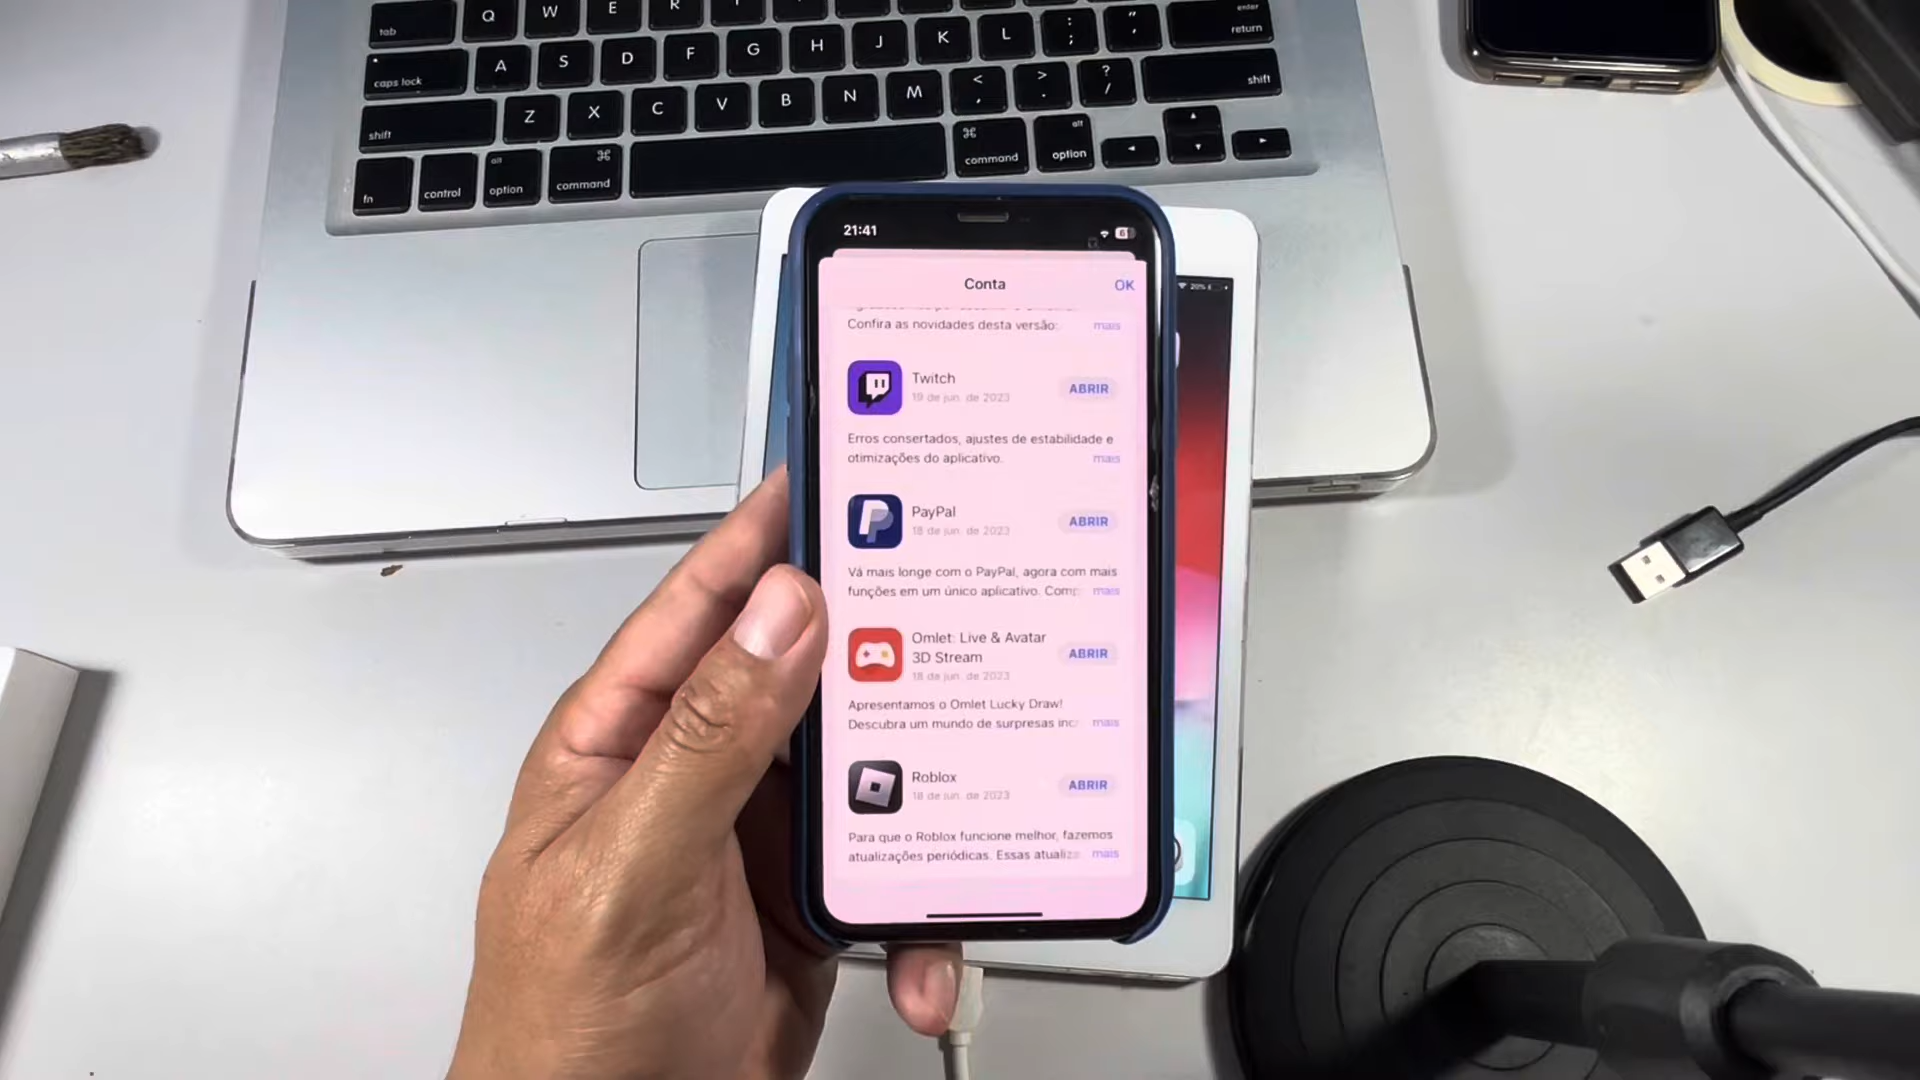 tab Q W E R
caps lock A S D F G H J K L : ; " ' enter return
shift Z X C V B N M < , > . ? / shift
fn control alt option ⌘ command ⌘ command alt option
21:41
20%
Conta OK
Confira as novidades desta versão: mais
Twitch
19 de jun. de 2023
ABRIR
Erros consertados, ajustes de estabilidade e
otimizações do aplicativo. mais
PayPal
18 de jun. de 2023
ABRIR
Vá mais longe com o PayPal, agora com mais
funções em um único aplicativo. Comp mais
Omlet: Live & Avatar
3D Stream
18 de jun. de 2023
ABRIR
Apresentamos o Omlet Lucky Draw!
Descubra um mundo de surpresas inc mais
Roblox
18 de jun. de 2023
ABRIR
Para que o Roblox funcione melhor, fazemos
atualizações periódicas. Essas atualiza mais